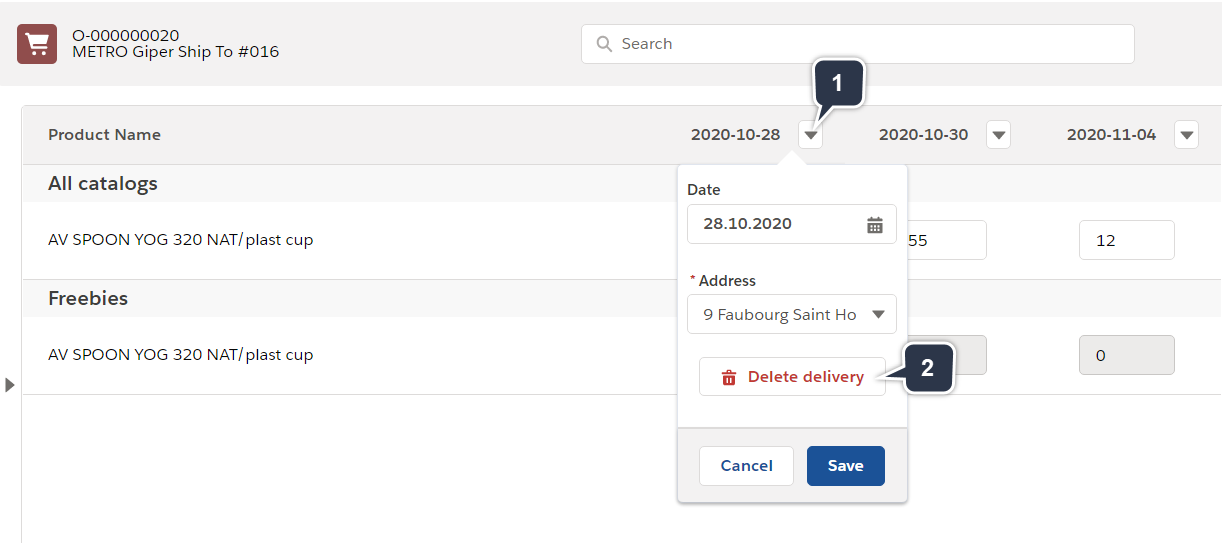 O-000000020
METRO Giper Ship To #016
Search
1
Product Name
2020-10-28
2020-10-30
2020-11-04
All catalogs
Date
28.10.2020
AV SPOON YOG 320 NAT/plast cup
55
12
* Address
Freebies
9 Faubourg Saint Ho
AV SPOON YOG 320 NAT/plast cup
0
Delete delivery
2
Cancel
Save